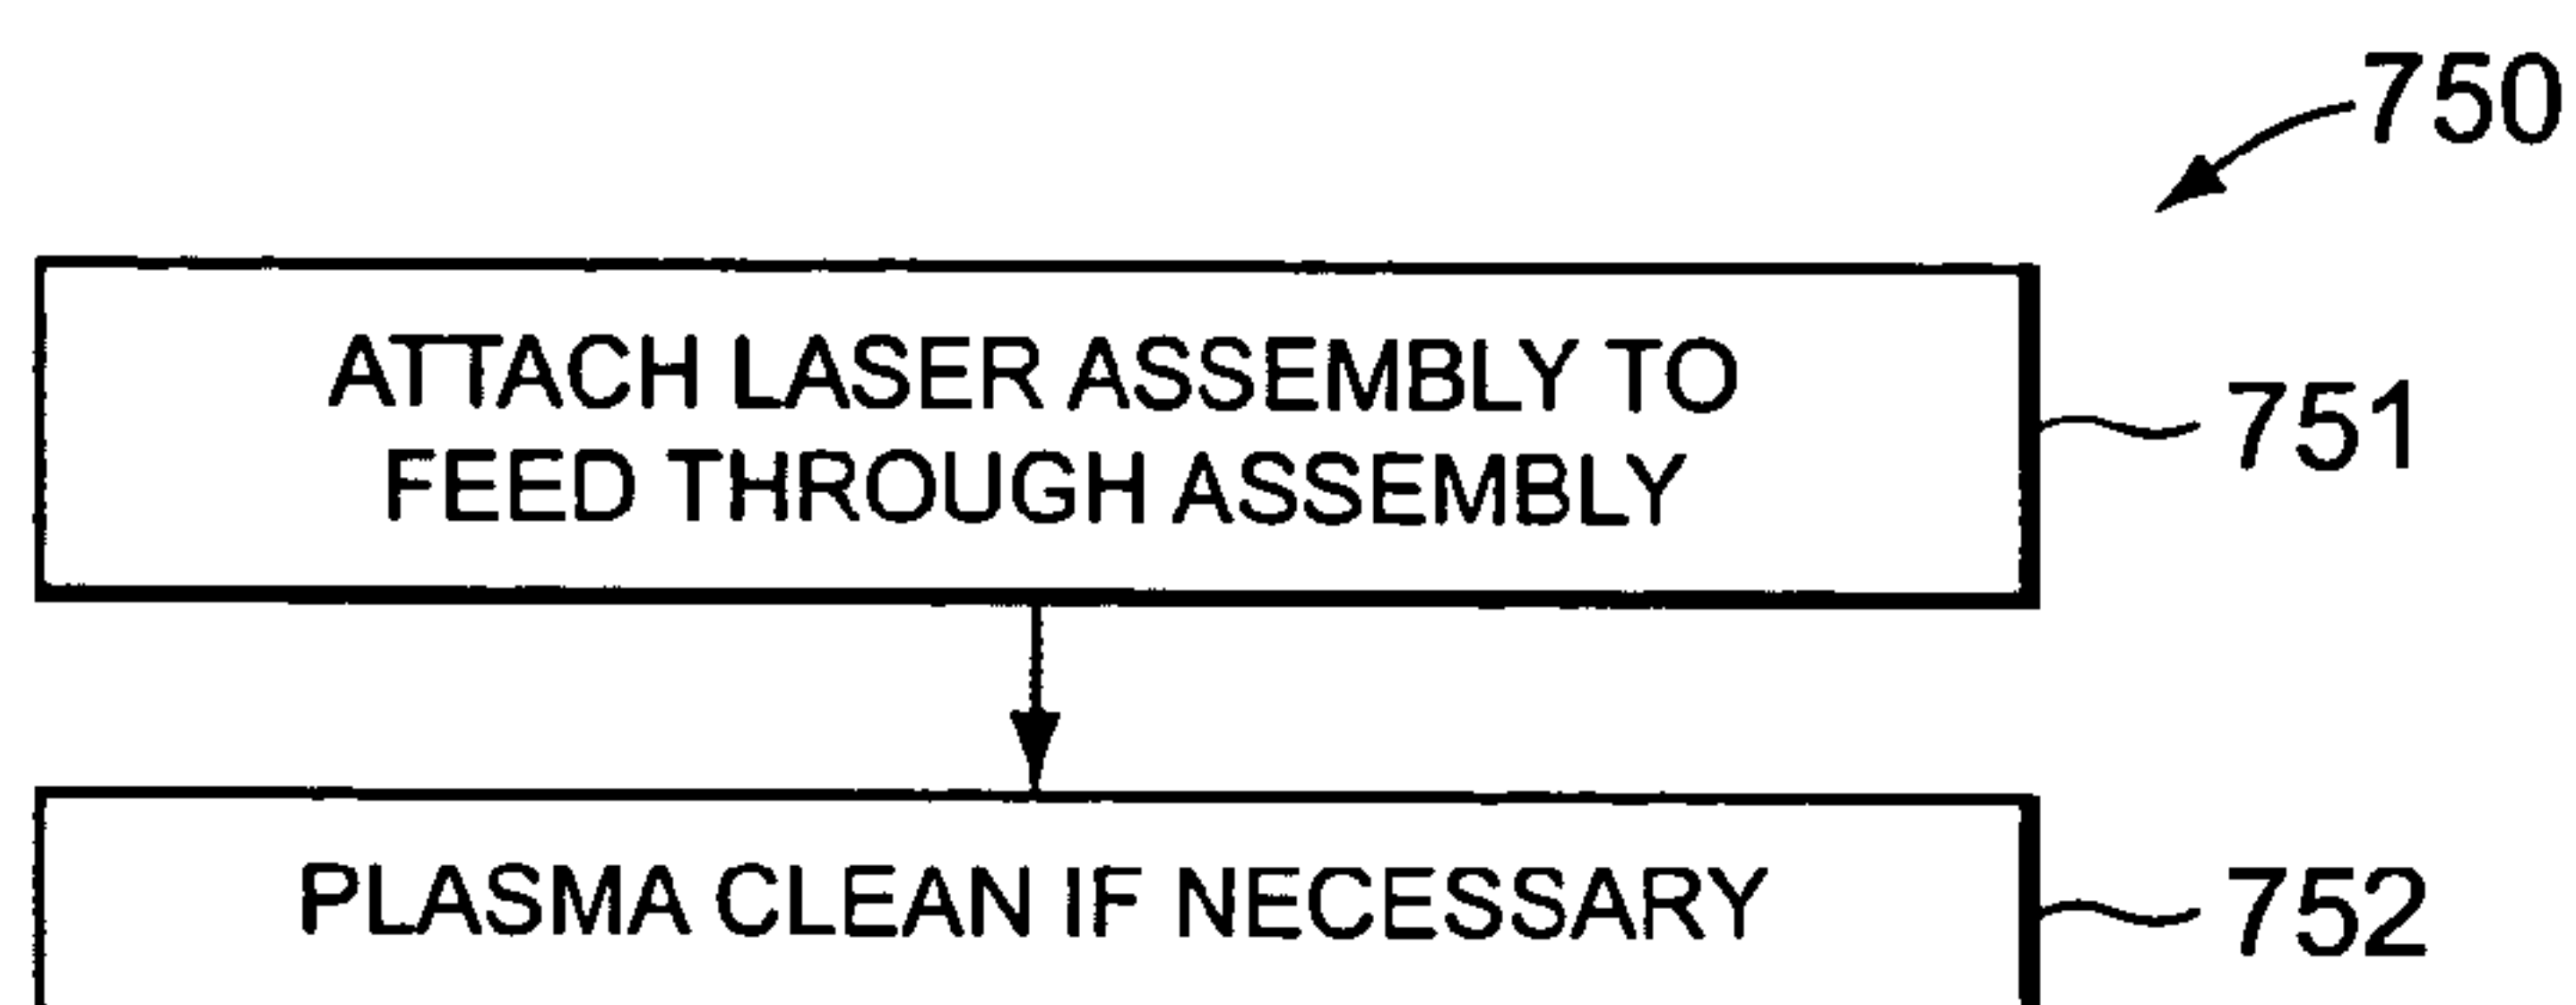 750
ATTACH LASER ASSEMBLY TO
FEED THROUGH ASSEMBLY
751
PLASMA CLEAN IF NECESSARY
752